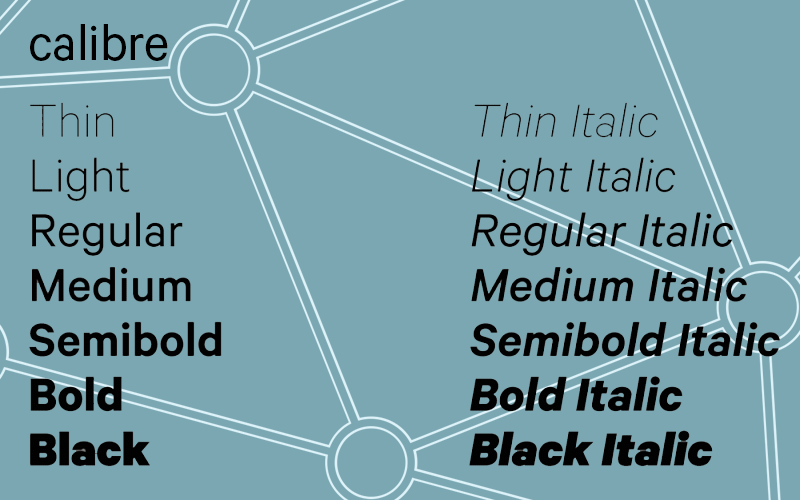 calibre
Thin
Light
Regular
Medium
Semibold
Bold
Black
Thin Italic
Light Italic
Regular Italic
Medium Italic
Semibold Italic
Bold Italic
Black Italic